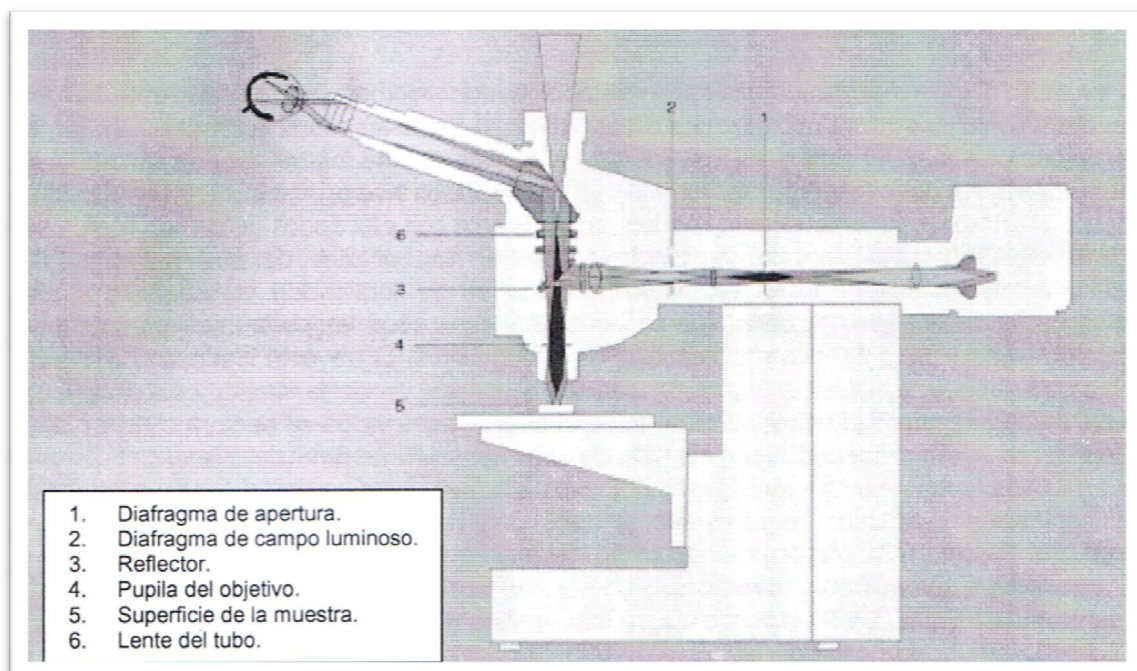 2
1
6
3
4
5
1. Diafragma de apertura.
2. Diafragma de campo luminoso.
3. Reflector.
4. Pupila del objetivo.
5. Superficie de la muestra.
6. Lente del tubo.